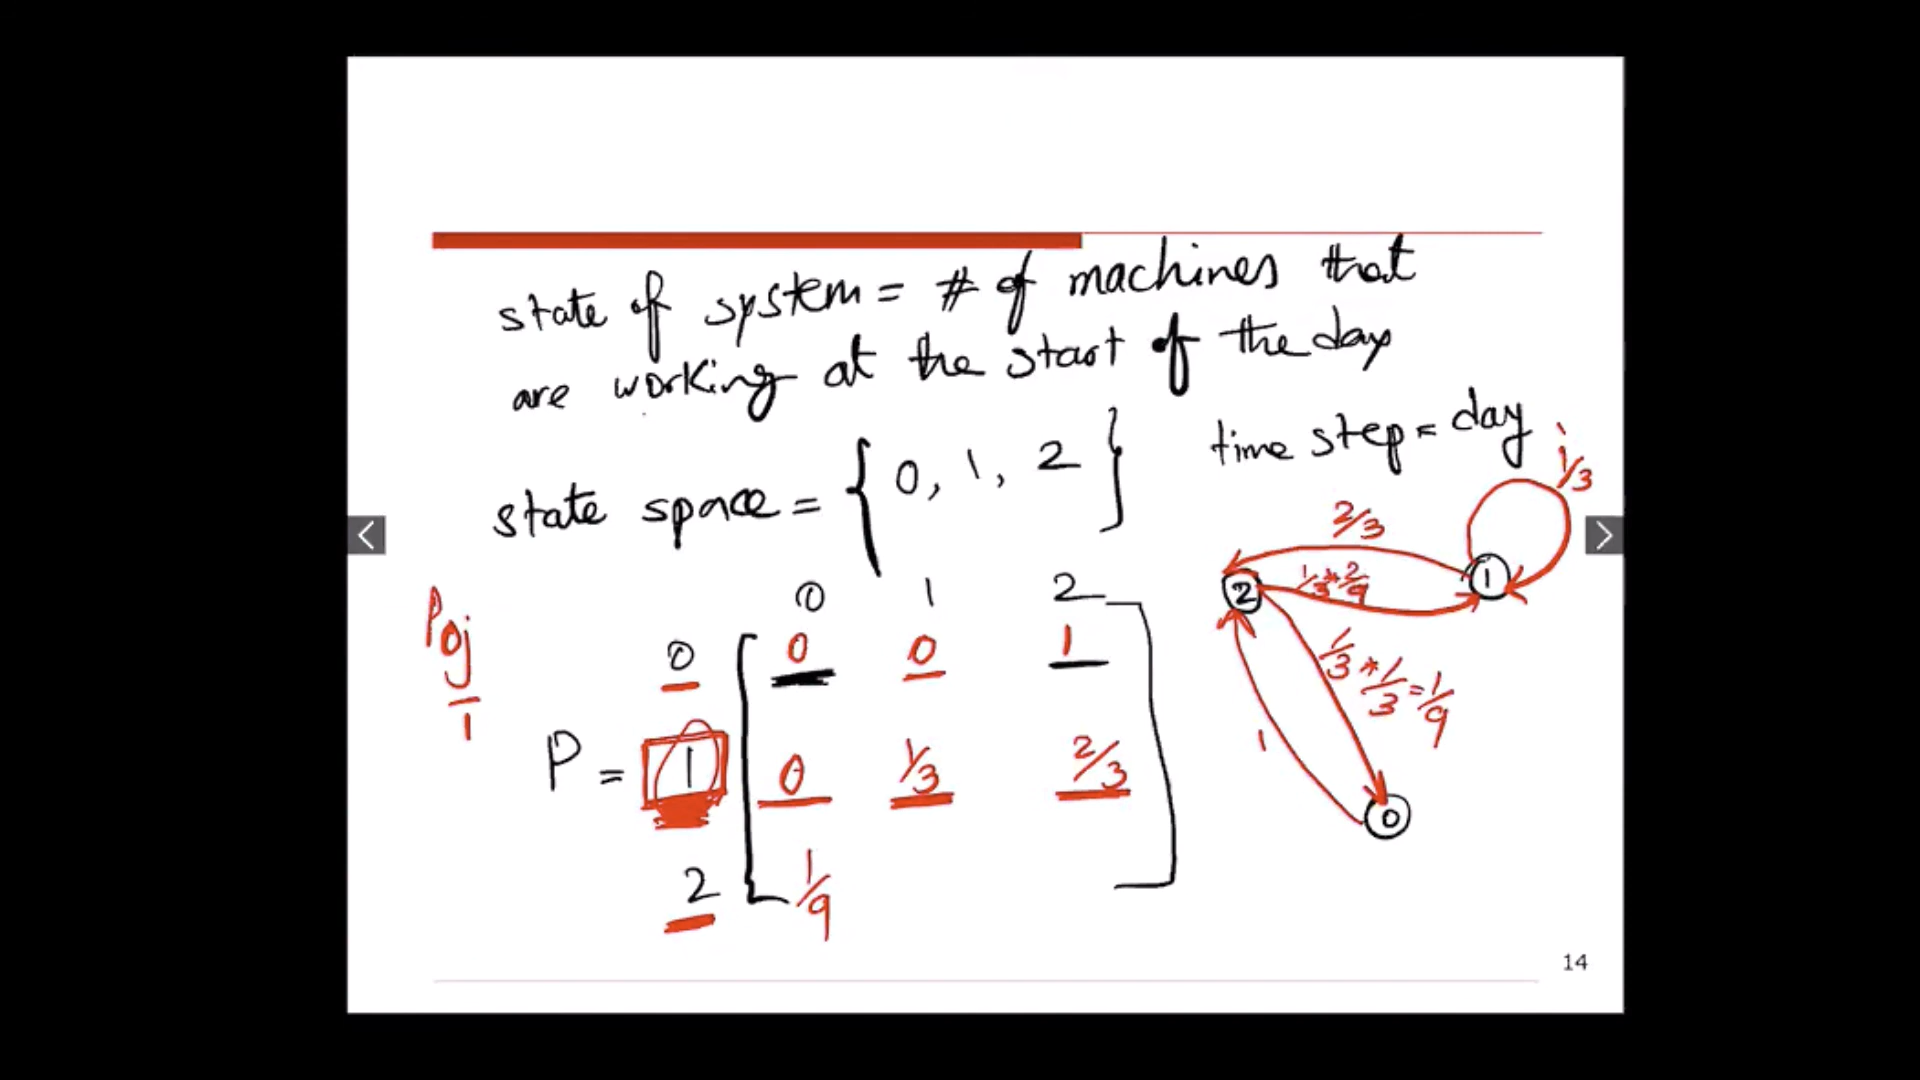 state of system = # of machines that
are working at the start of the day
time step = day
state space = { 0, 1, 2 }
1/3
2/3
1
2
1/3 * 2/9
0 1 2
P0j
1
0 0 0 1
1/3 * 1/3 = 1/9
1
P = 1 0 1/3 2/3
0
2 1/9
14